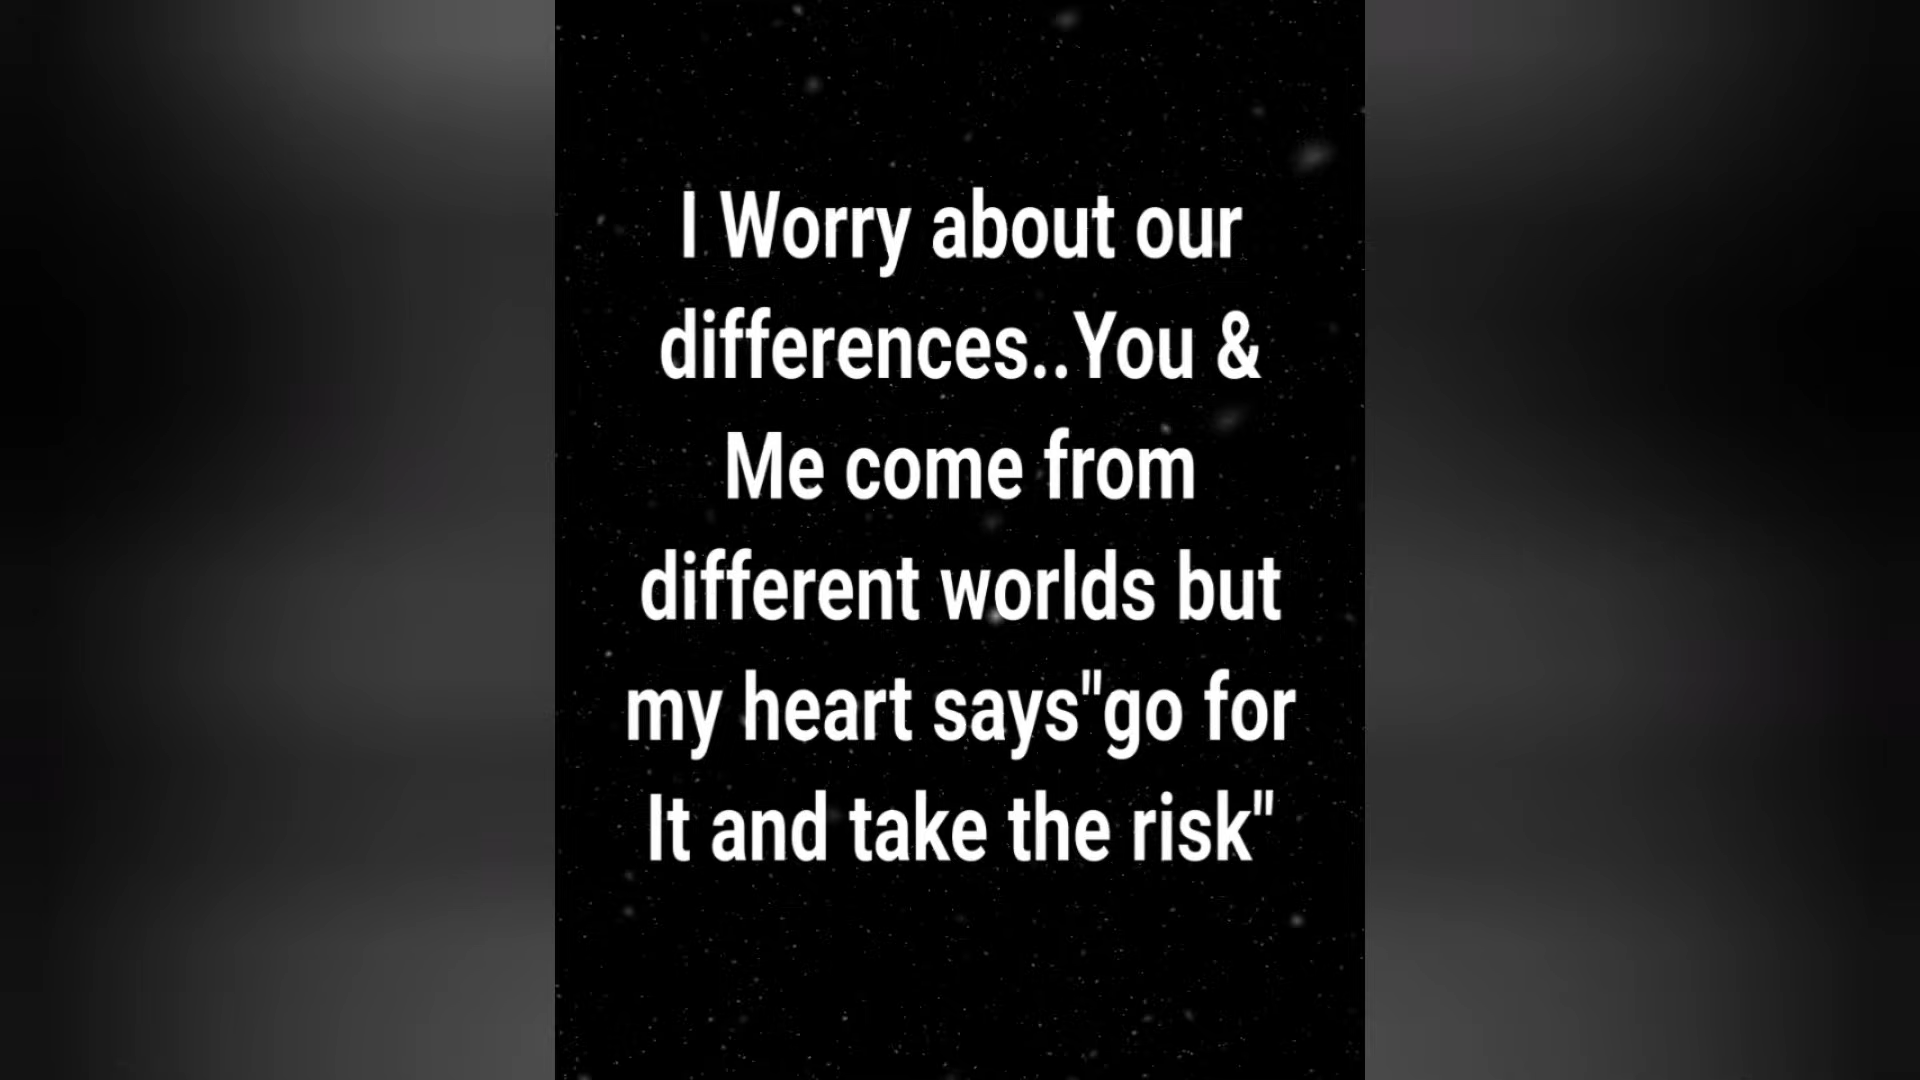 I Worry about our
differences..You &
Me come from
different worlds but
my heart says"go for
It and take the risk"